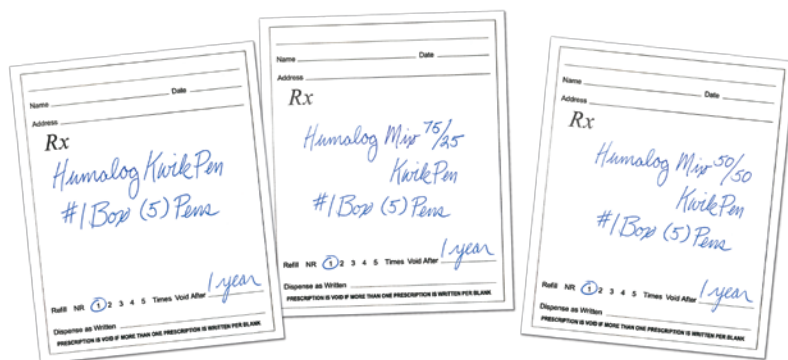 Name Date
Address
Rx
Humalog KwikPen
#1 Box (5) Pens
Refill NR 1 2 3 4 5 Times Void After 1 year
Dispense as Written
PRESCRIPTION IS VOID IF MORE THAN ONE PRESCRIPTION IS WRITTEN PER BLANK
Name Date
Address
Rx
Humalog Mix 75/25
KwikPen
#1 Box (5) Pens
Refill NR 1 2 3 4 5 Times Void After 1 year
Dispense as Written
PRESCRIPTION IS VOID IF MORE THAN ONE PRESCRIPTION IS WRITTEN PER BLANK
Name Date
Address
Rx
Humalog Mix 50/50
KwikPen
#1 Box (5) Pens
Refill NR 1 2 3 4 5 Times Void After 1 year
Dispense as Written
PRESCRIPTION IS VOID IF MORE THAN ONE PRESCRIPTION IS WRITTEN PER BLANK